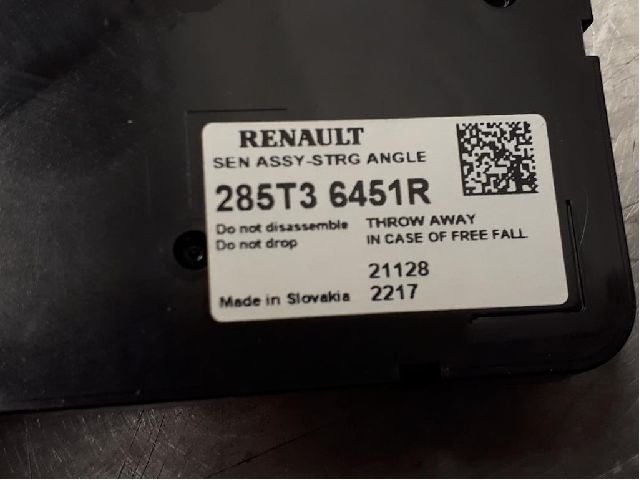 RENAULT
SEN ASSY-STRG ANGLE
285T3 6451R
Do not disassemble
Do not drop
THROW AWAY
IN CASE OF FREE FALL
21128
Made in Slovakia 2217